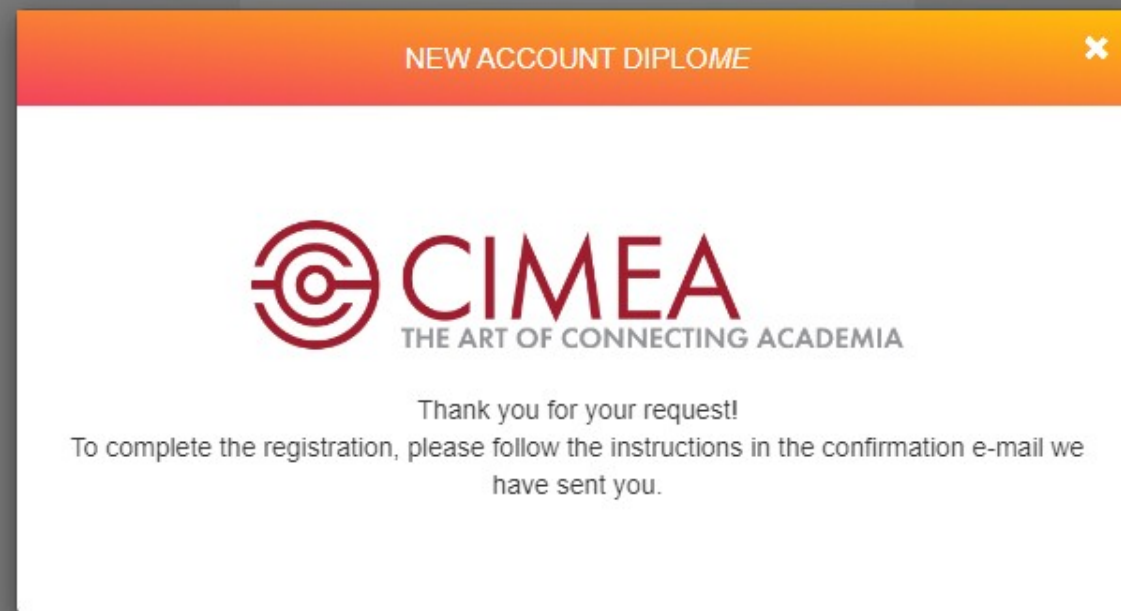 NEW ACCOUNT DIPLOME
CIMEA
THE ART OF CONNECTING ACADEMIA
Thank you for your request!
To complete the registration, please follow the instructions in the confirmation e-mail we
have sent you.